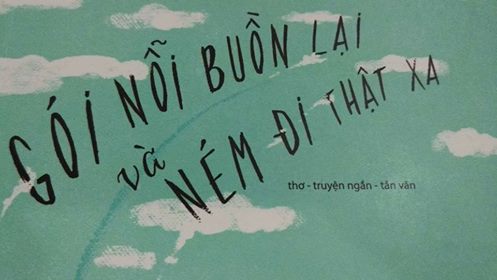 GÓI NỖI BUỒN LẠI
và
NÉM ĐI THẬT XA
thơ - truyện ngắn - tản văn